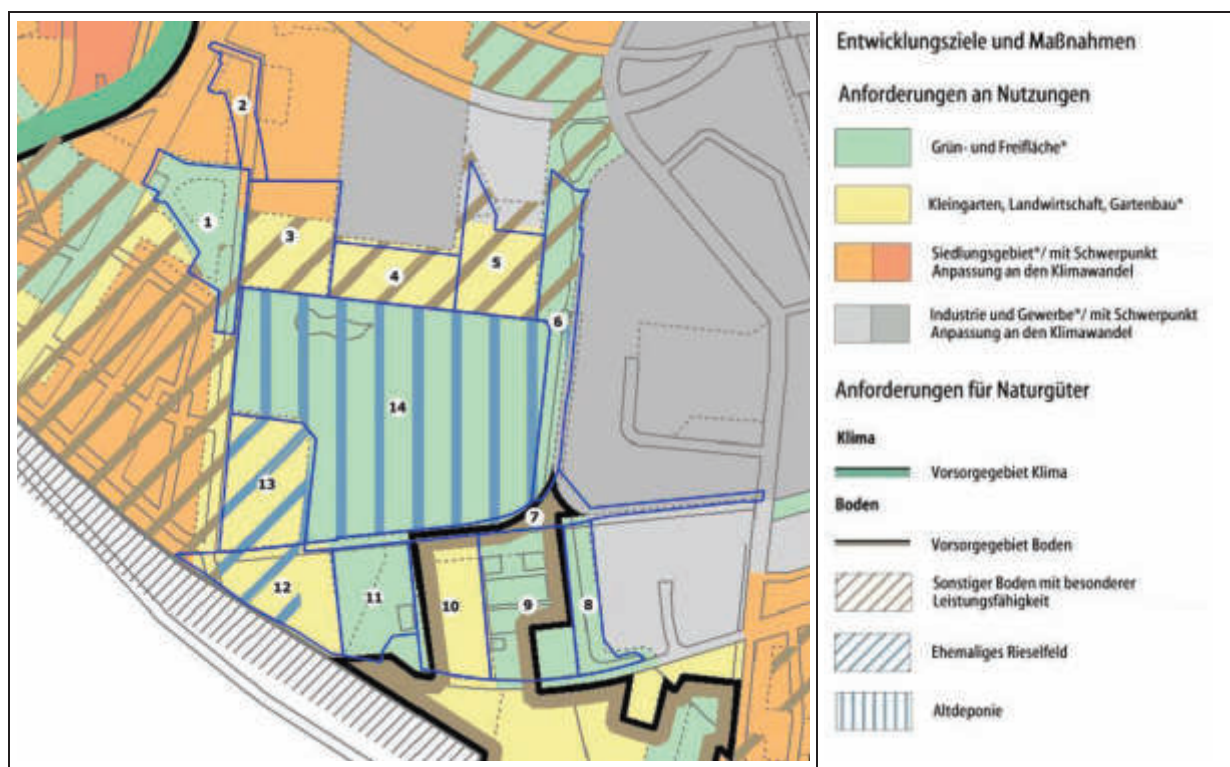 2
1
3
4
5
6
14
13
7
12
11
10
9
8
Entwicklungsziele und Maßnahmen
Anforderungen an Nutzungen
Grün- und Freifläche*
Kleingarten, Landwirtschaft, Gartenbau*
Siedlungsgebiet*/ mit Schwerpunkt
Anpassung an den Klimawandel
Industrie und Gewerbe*/ mit Schwerpunkt
Anpassung an den Klimawandel
Anforderungen für Naturgüter
Klima
Vorsorgegebiet Klima
Boden
Vorsorgegebiet Boden
Sonstiger Boden mit besonderer
Leistungsfähigkeit
Ehemaliges Rieselfeld
Altdeponie